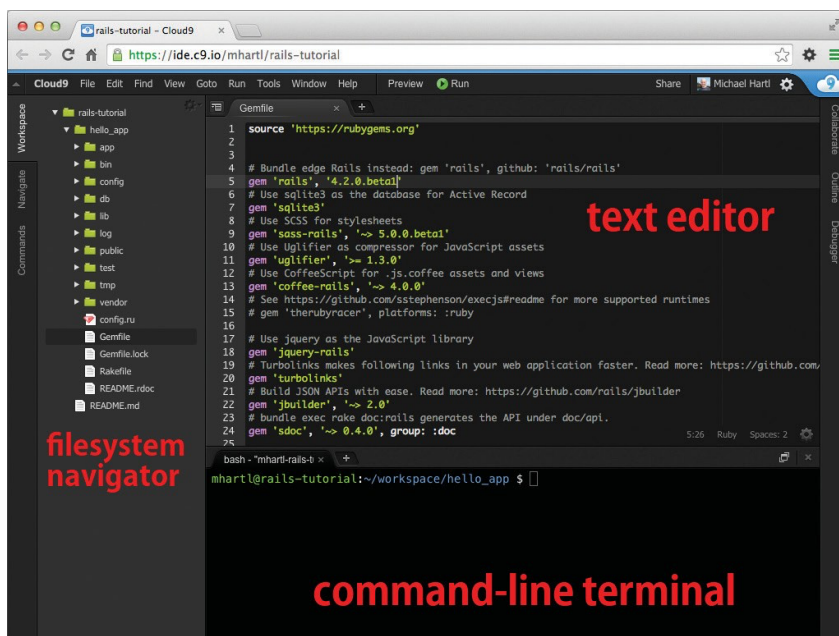 rails-tutorial – Cloud9
https://ide.c9.io/mhartl/rails-tutorial
Cloud9 File Edit Find View Goto Run Tools Window Help Preview Run Share Michael Hartl
Workspace
Navigate
Commands
rails-tutorial
hello_app
app
bin
config
db
lib
log
public
test
tmp
vendor
config.ru
Gemfile
Gemfile.lock
Rakefile
README.rdoc
README.md
filesystem
navigator
Gemfile
1 source 'https://rubygems.org'
2
3
4 # Bundle edge Rails instead: gem 'rails', github: 'rails/rails'
5 gem 'rails', '4.2.0.beta1'
6 # Use sqlite3 as the database for Active Record
7 gem 'sqlite3'
8 # Use SCSS for stylesheets
9 gem 'sass-rails', '~> 5.0.0.beta1'
10 # Use Uglifier as compressor for JavaScript assets
11 gem 'uglifier', '>= 1.3.0'
12 # Use CoffeeScript for .js.coffee assets and views
13 gem 'coffee-rails', '~> 4.0.0'
14 # See https://github.com/sstephenson/execjs#readme for more supported runtimes
15 # gem 'therubyracer', platforms: :ruby
16
17 # Use jquery as the JavaScript library
18 gem 'jquery-rails'
19 # Turbolinks makes following links in your web application faster. Read more: https://github.com/
20 gem 'turbolinks'
21 # Build JSON APIs with ease. Read more: https://github.com/rails/jbuilder
22 gem 'jbuilder', '~> 2.0'
23 # bundle exec rake doc:rails generates the API under doc/api.
24 gem 'sdoc', '~> 0.4.0', group: :doc
25
text editor
5:26 Ruby Spaces: 2
Collaborate
Outline
Debugger
bash - "mhartl-rails-t
mhartl@rails-tutorial:~/workspace/hello_app $
command-line terminal